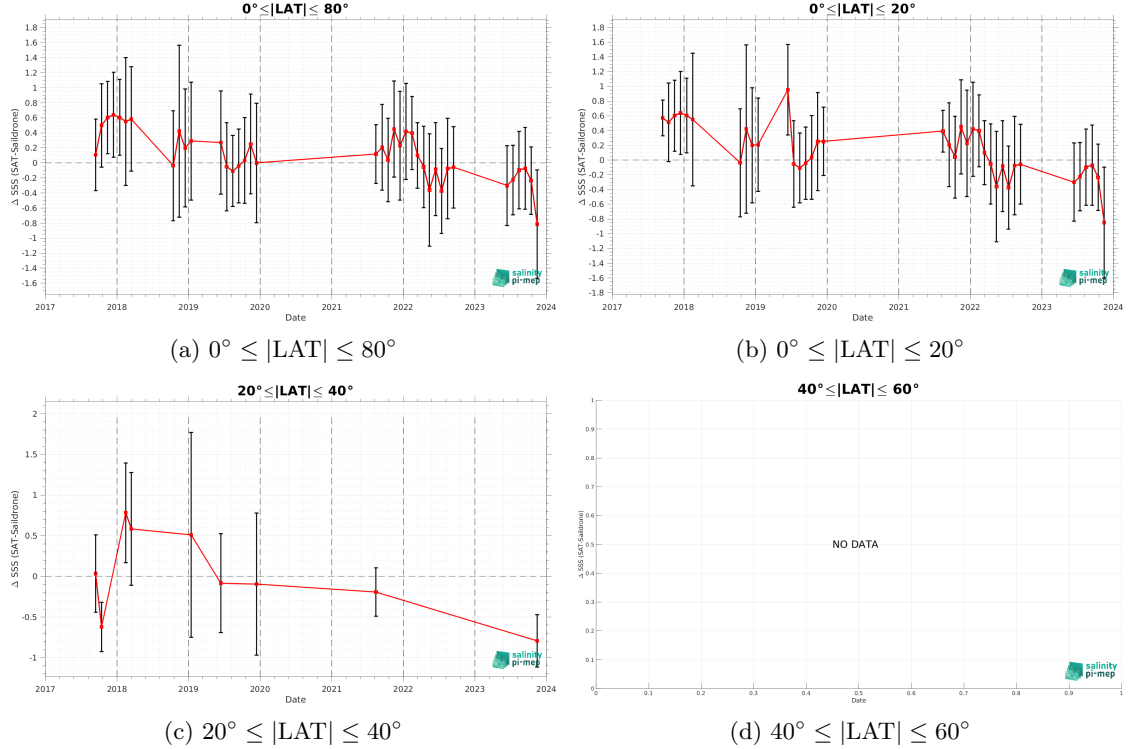 0°≤|LAT|≤ 80°
Δ SSS (SAT-Saildrone)
1.8
1.6
1.4
1.2
1
0.8
0.6
0.4
0.2
0
-0.2
-0.4
-0.6
-0.8
-1
-1.2
-1.4
-1.6
2017 2018 2019 2020 2021 2022 2023 2024
Date
salinity
pi-mep
(a) 0° ≤ |LAT| ≤ 80°
0°≤|LAT|≤ 20°
Δ SSS (SAT-Saildrone)
1.8
1.6
1.4
1.2
1
0.8
0.6
0.4
0.2
0
-0.2
-0.4
-0.6
-0.8
-1
-1.2
-1.4
-1.6
-1.8
2017 2018 2019 2020 2021 2022 2023 2024
Date
salinity
pi-mep
(b) 0° ≤ |LAT| ≤ 20°
20°≤|LAT|≤ 40°
Δ SSS (SAT-Saildrone)
2
1.5
1
0.5
0
-0.5
-1
2017 2018 2019 2020 2021 2022 2023 2024
Date
salinity
pi-mep
(c) 20° ≤ |LAT| ≤ 40°
40°≤|LAT|≤ 60°
Δ SSS (SAT-Saildrone)
1
0.9
0.8
0.7
0.6
0.5
0.4
0.3
0.2
0.1
0
NO DATA
0 0.1 0.2 0.3 0.4 0.5 0.6 0.7 0.8 0.9 1
Date
salinity
pi-mep
(d) 40° ≤ |LAT| ≤ 60°